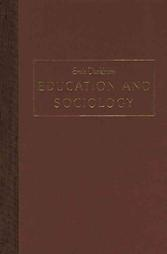 Emile Durkheim
EDUCATION AND
SOCIOLOGY